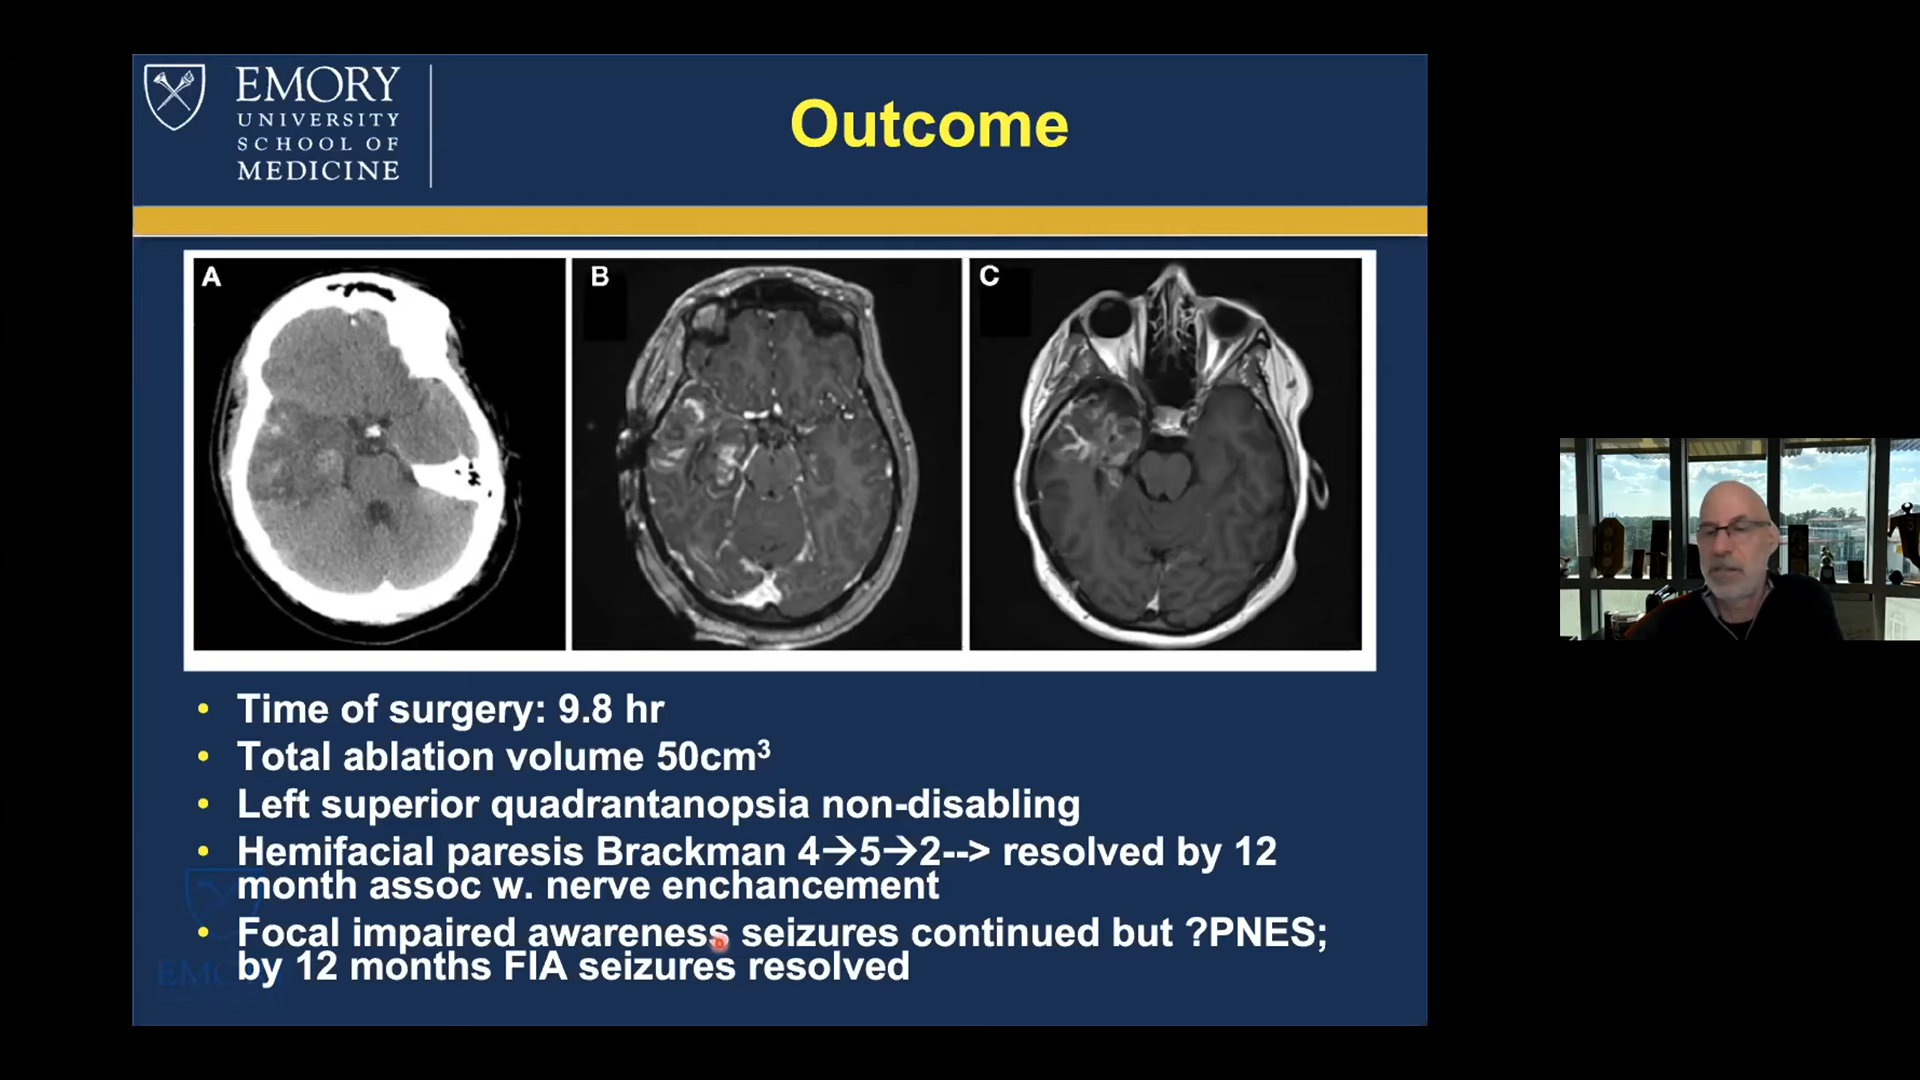 EMORY
UNIVERSITY
SCHOOL OF
MEDICINE
Outcome
A
B
C
• Time of surgery: 9.8 hr
• Total ablation volume 50cm³
• Left superior quadrantanopsia non-disabling
• Hemifacial paresis Brackman 4→5→2--> resolved by 12
month assoc w. nerve enchancement
• Focal impaired awareness seizures continued but ?PNES;
by 12 months FIA seizures resolved